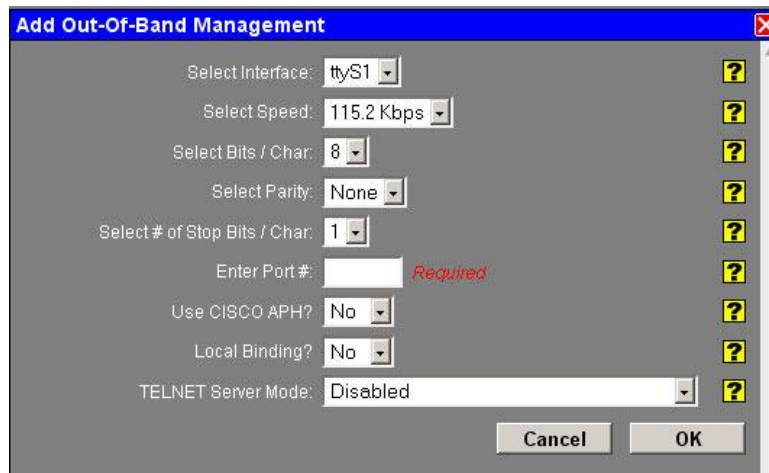 Add Out-Of-Band Management
Select Interface: ttyS1 ?
Select Speed: 115.2 Kbps ?
Select Bits / Char: 8 ?
Select Parity: None ?
Select # of Stop Bits / Char: 1 ?
Enter Port #: Required ?
Use CISCO APH? No ?
Local Binding? No ?
TELNET Server Mode: Disabled ?
Cancel OK